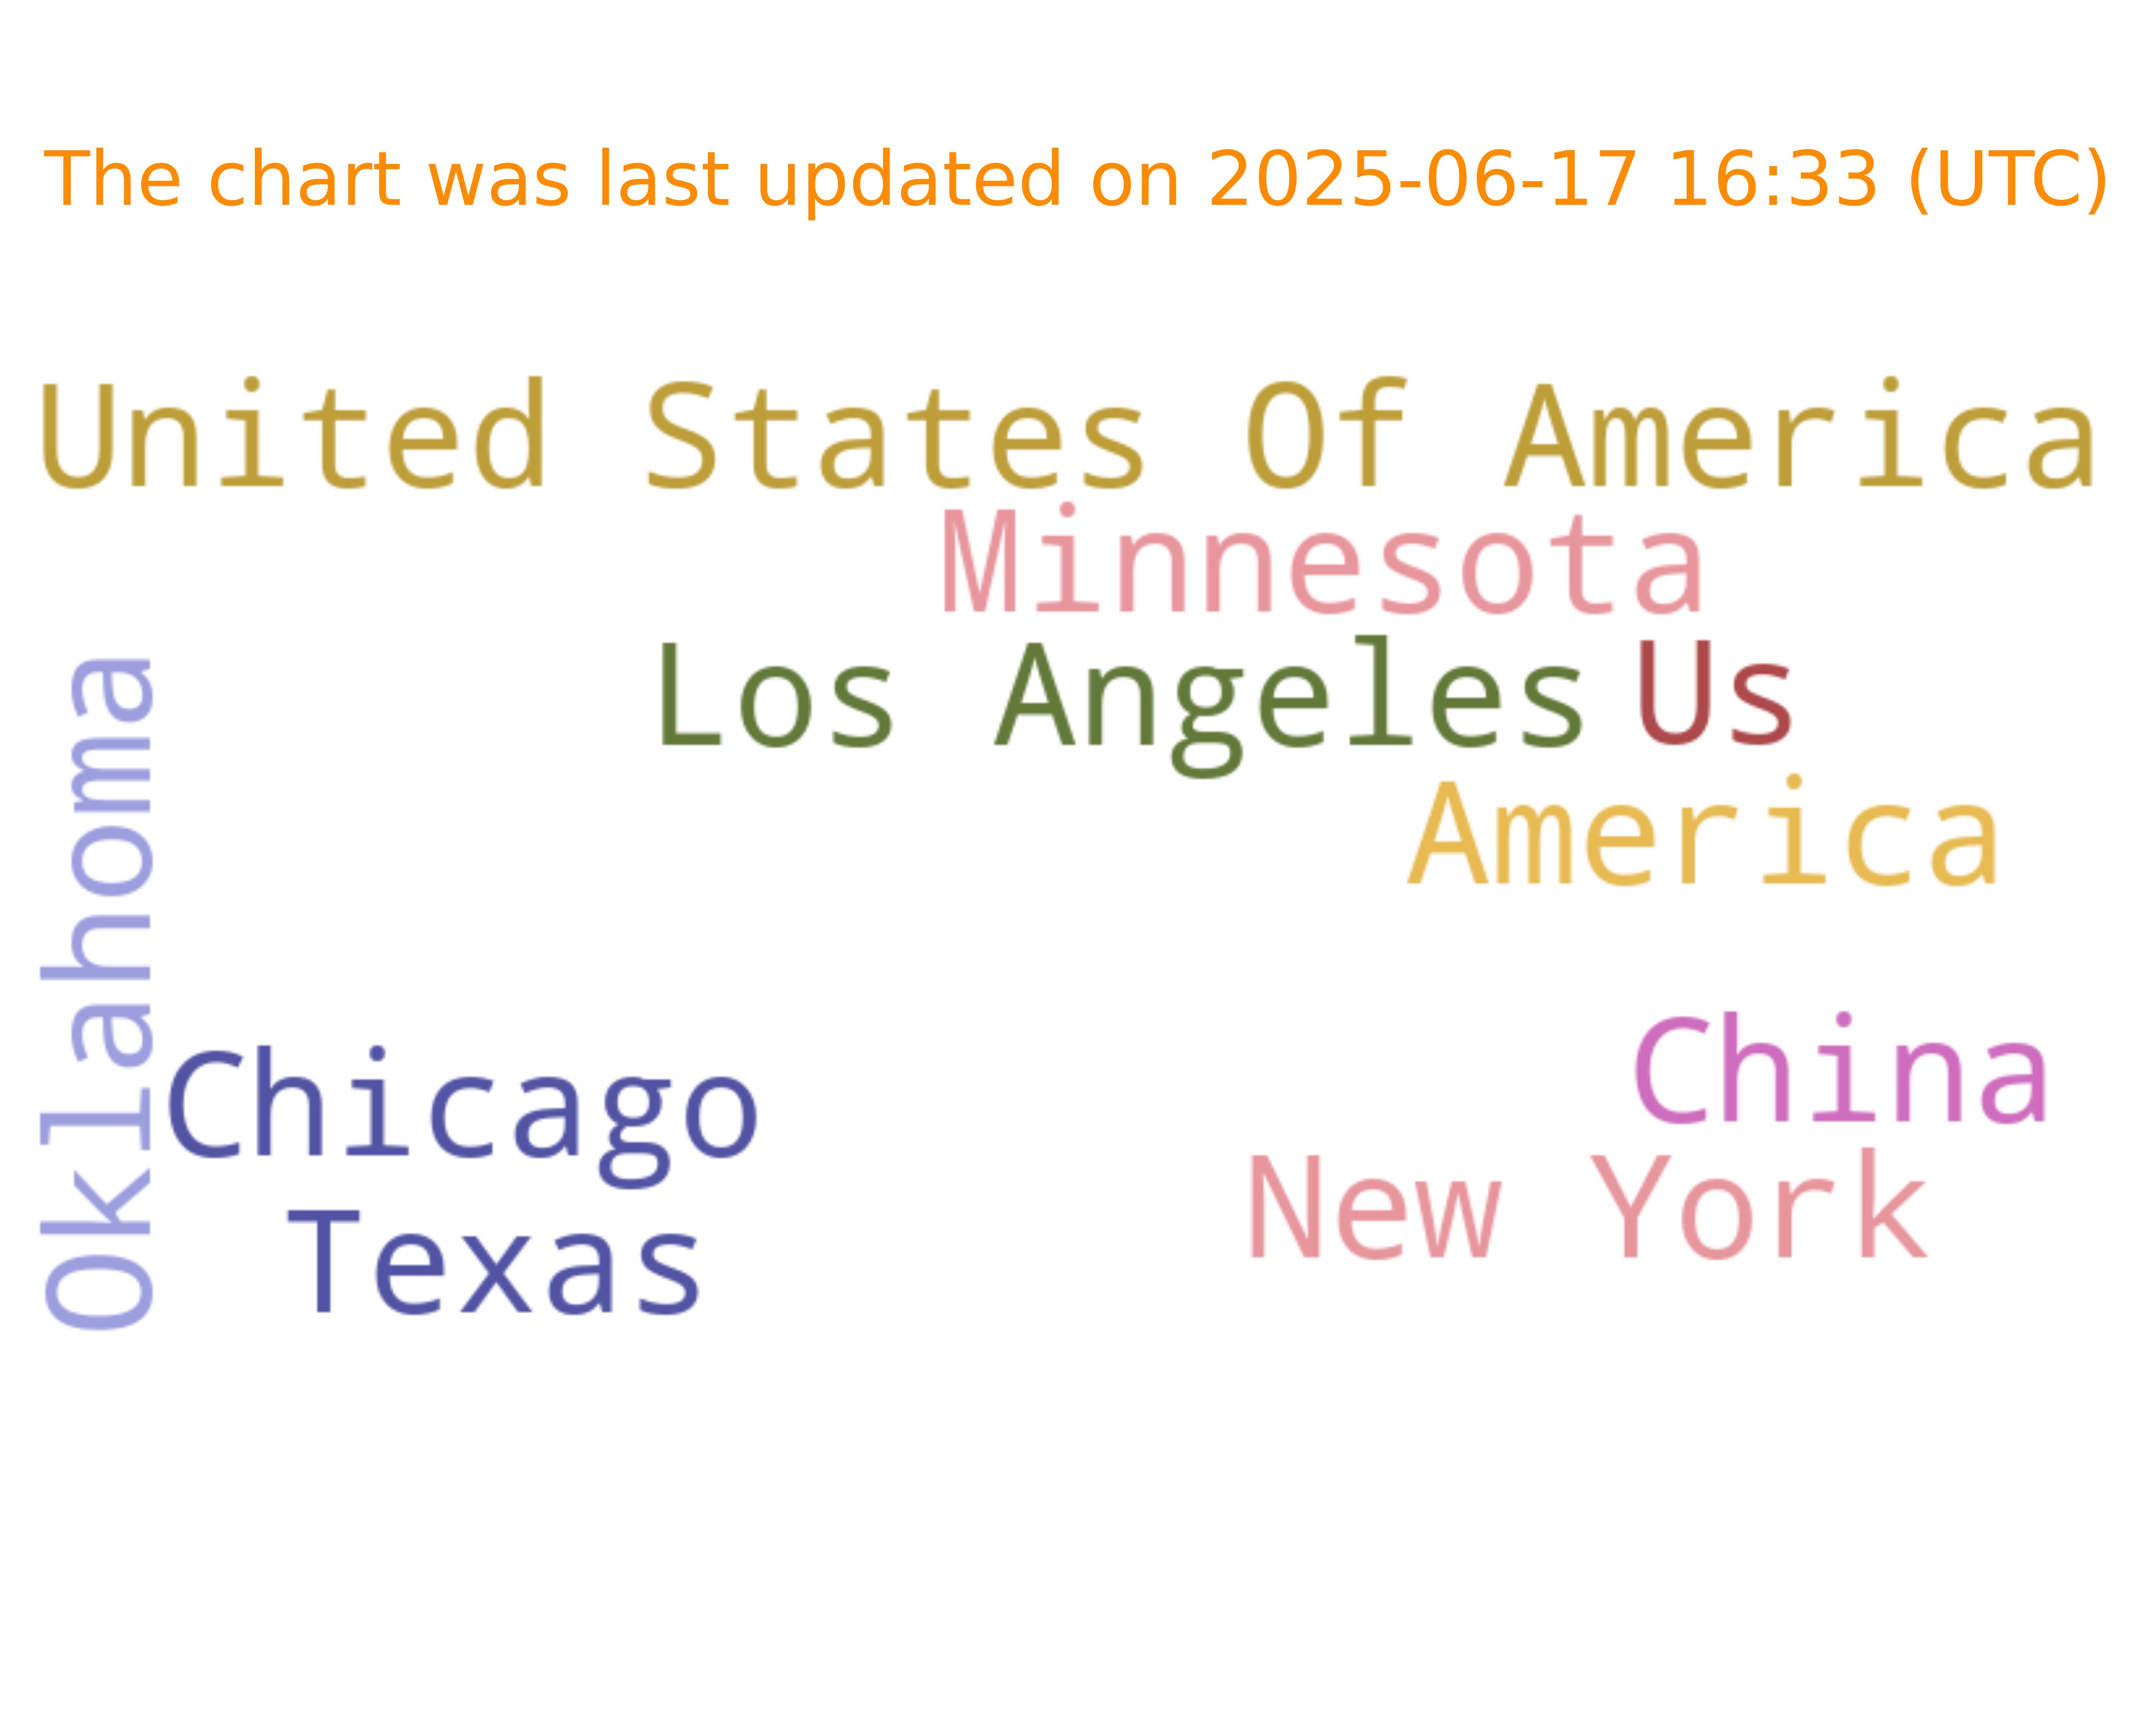 The chart was last updated on 2025-06-17 16:33 (UTC)
United States Of America
Minnesota
Los Angeles Us
America
Oklahoma
Chicago
China
New York
Texas